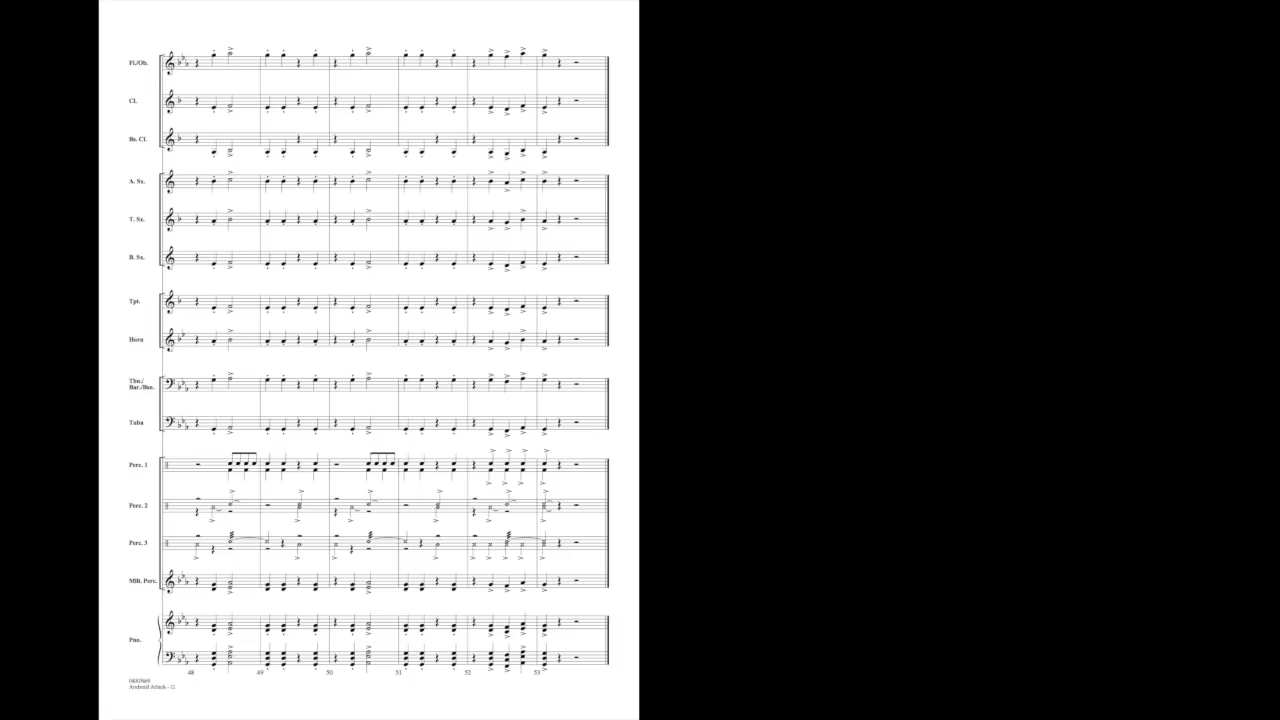 Fl./Ob.
Cl.
Bs. Cl.
A. Sx.
T. Sx.
B. Sx.
Tpt.
Horn
Tbn./
Bar./Bsn.
Tuba
Perc. 1
Perc. 2
Perc. 3
Mlt. Perc.
Pno.
48 49 50 51 52 53
Android Attack - 11